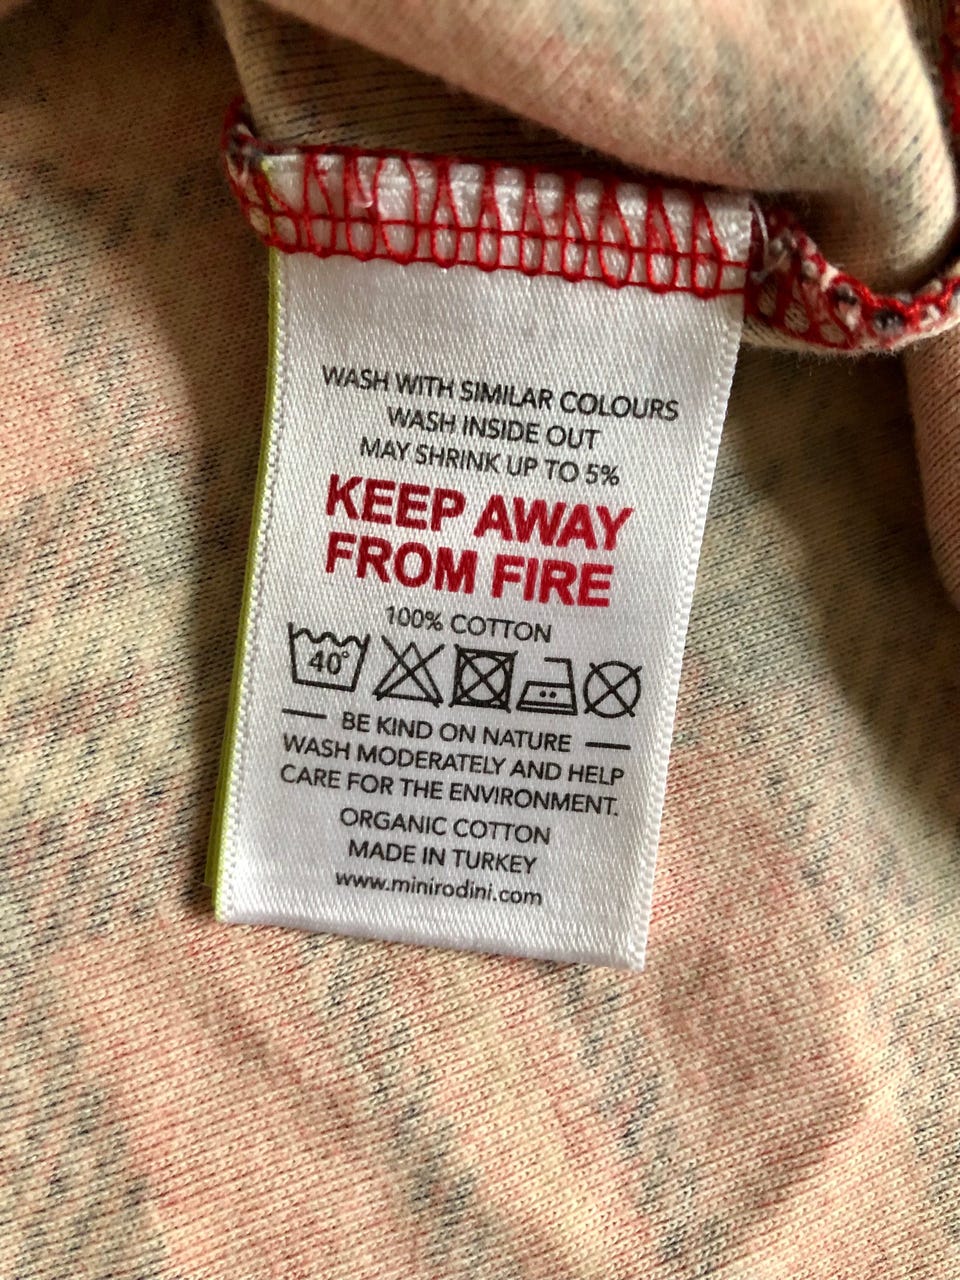 WASH WITH SIMILAR COLOURS
WASH INSIDE OUT
MAY SHRINK UP TO 5%
KEEP AWAY
FROM FIRE
100% COTTON
40°
BE KIND ON NATURE
WASH MODERATELY AND HELP
CARE FOR THE ENVIRONMENT.
ORGANIC COTTON
MADE IN TURKEY
www.minirodini.com